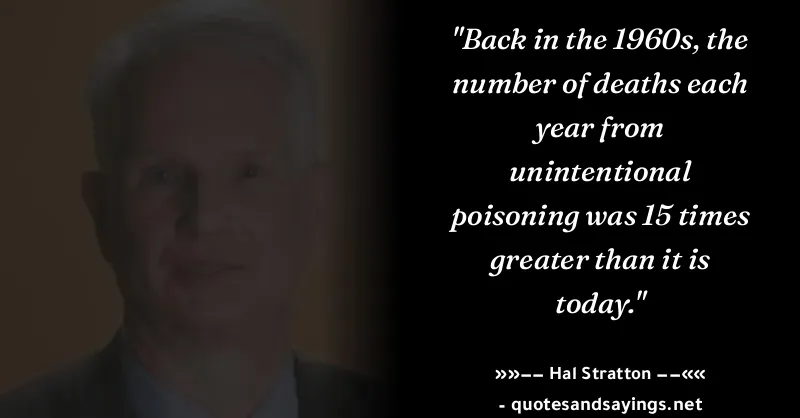 "Back in the 1960s, the
number of deaths each
year from
unintentional
poisoning was 15 times
greater than it is
today."
»»−− Hal Stratton −−««
- quotesandsayings.net